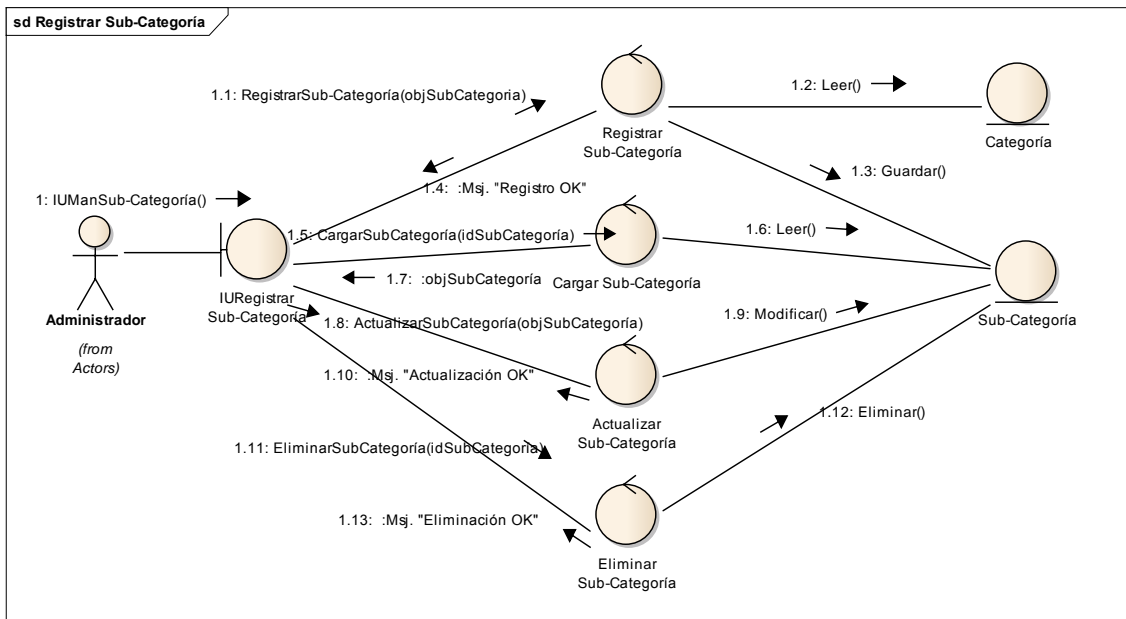 sd Registrar Sub-Categoría
1.1: RegistrarSub-Categoría(objSubCategoria)
1.2: Leer()
Registrar
Sub-Categoría
Categoría
1.3: Guardar()
1.4: :Msj. "Registro OK"
1: IUManSub-Categoría()
1.5: CargarSubCategoría(idSubCategoría)
1.6: Leer()
1.7: :objSubCategoría
Cargar Sub-Categoría
IURegistrar
Sub-Categoría
Sub-Categoría
Administrador
(from
Actors)
1.8: ActualizarSubCategoría(objSubCategoría)
1.9: Modificar()
1.10: :Msj. "Actualización OK"
Actualizar
Sub-Categoría
1.12: Eliminar()
1.11: EliminarSubCategoría(idSubCategoría)
1.13: :Msj. "Eliminación OK"
Eliminar
Sub-Categoría